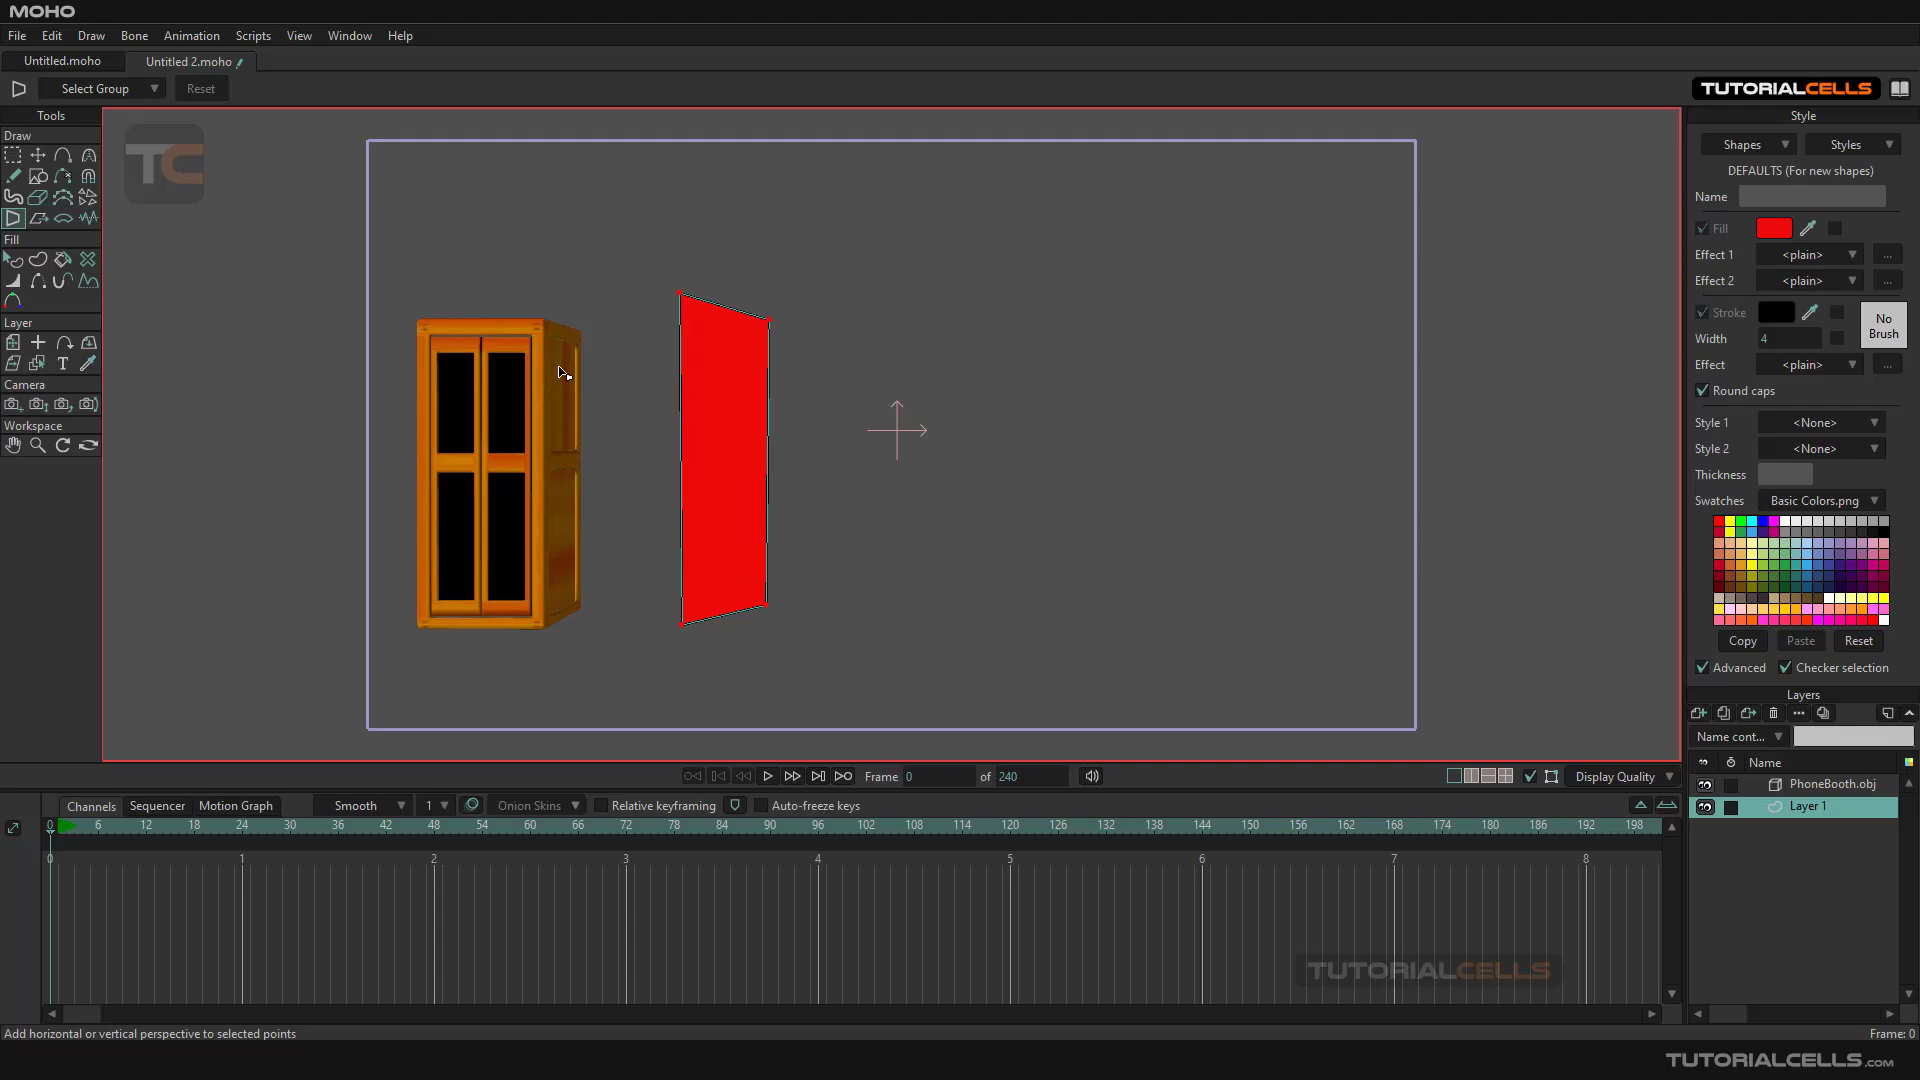 MOHO
File Edit Draw Bone Animation Scripts View Window Help
Untitled.moho Untitled 2.moho
Select Group Reset
TUTORIALCELLS
Tools
Draw
Fill
Layer
Camera
Workspace
TC
Style
Shapes Styles
DEFAULTS (For new shapes)
Name
Fill
Effect 1 <plain> ...
Effect 2 <plain> ...
Stroke
No
Brush
Width 4
Effect <plain> ...
Round caps
Style 1 <None>
Style 2 <None>
Thickness
Swatches Basic Colors.png
Copy Paste Reset
Advanced Checker selection
Layers
Name cont...
Name
PhoneBooth.obj
Layer 1
Frame 0 of 240 Display Quality
Channels Sequencer Motion Graph Smooth 1 Onion Skins Relative keyframing Auto-freeze keys
0 6 12 18 24 30 36 42 48 54 60 66 72 78 84 90 96 102 108 114 120 126 132 138 144 150 156 162 168 174 180 186 192 198
0 1 2 3 4 5 6 7 8
TUTORIALCELLS
Add horizontal or vertical perspective to selected points Frame: 0
TUTORIALCELLS.COM